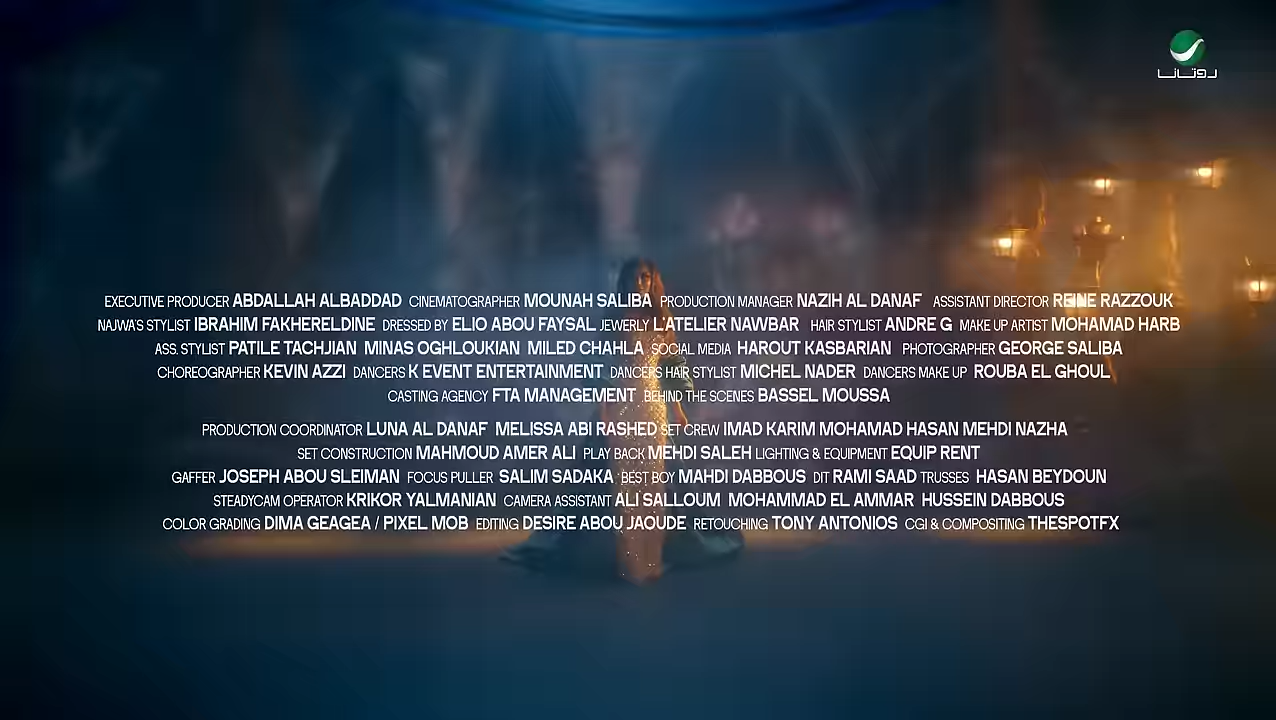 روتانا
EXECUTIVE PRODUCER ABDALLAH ALBADDAD CINEMATOGRAPHER MOUNAH SALIBA PRODUCTION MANAGER NAZIH AL DANAF ASSISTANT DIRECTOR REINE RAZZOUK
NAJWA'S STYLIST IBRAHIM FAKHERELDINE DRESSED BY ELIO ABOU FAYSAL JEWERLY L'ATELIER NAWBAR HAIR STYLIST ANDRE G MAKE UP ARTIST MOHAMAD HARB
ASS. STYLIST PATILE TACHJIAN MINAS OGHLOUKIAN MILED CHAHLA SOCIAL MEDIA HAROUT KASBARIAN PHOTOGRAPHER GEORGE SALIBA
CHOREOGRAPHER KEVIN AZZI DANCERS K EVENT ENTERTAINMENT DANCERS HAIR STYLIST MICHEL NADER DANCERS MAKE UP ROUBA EL GHOUL
CASTING AGENCY FTA MANAGEMENT BEHIND THE SCENES BASSEL MOUSSA
PRODUCTION COORDINATOR LUNA AL DANAF MELISSA ABI RASHED SET CREW IMAD KARIM MOHAMAD HASAN MEHDI NAZHA
SET CONSTRUCTION MAHMOUD AMER ALI PLAY BACK MEHDI SALEH LIGHTING & EQUIPMENT EQUIP RENT
GAFFER JOSEPH ABOU SLEIMAN FOCUS PULLER SALIM SADAKA BEST BOY MAHDI DABBOUS DIT RAMI SAAD TRUSSES HASAN BEYDOUN
STEADYCAM OPERATOR KRIKOR YALMANIAN CAMERA ASSISTANT ALI SALLOUM MOHAMMAD EL AMMAR HUSSEIN DABBOUS
COLOR GRADING DIMA GEAGEA / PIXEL MOB EDITING DESIRE ABOU JAOUDE RETOUCHING TONY ANTONIOS CGI & COMPOSITING THESPOTFX